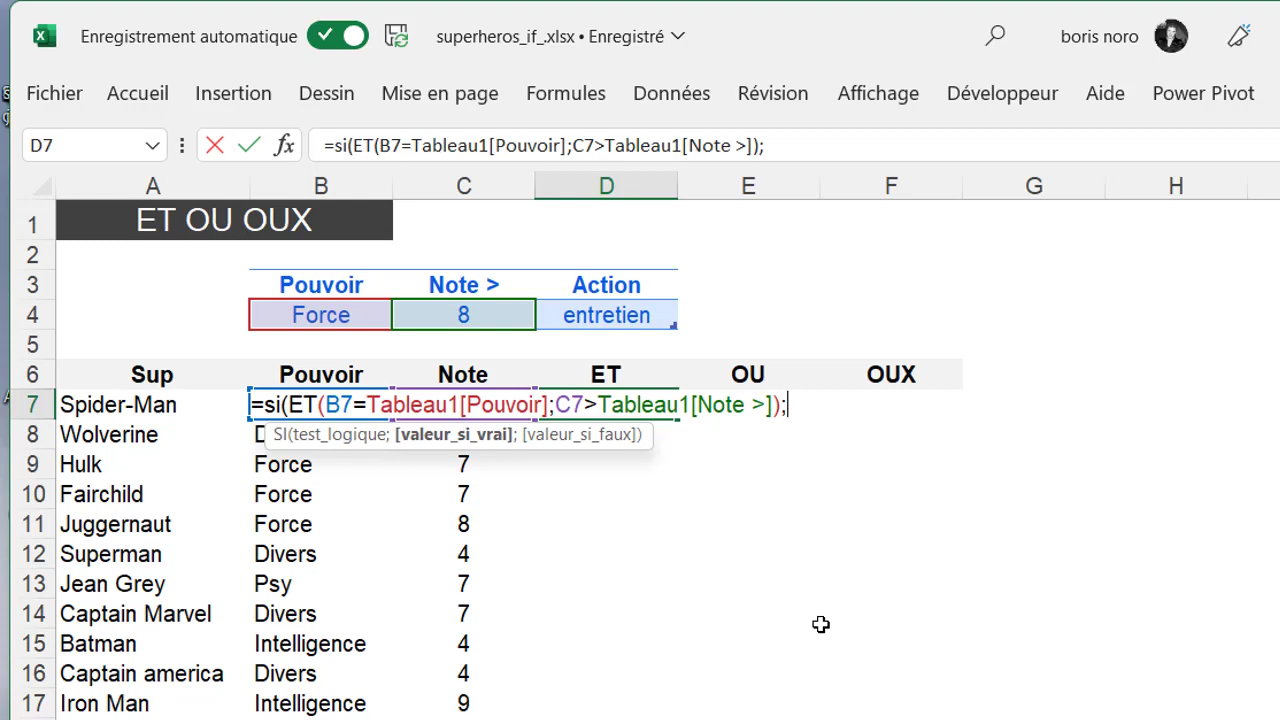 Enregistrement automatique superheros_if_.xlsx • Enregistré boris noro
Fichier Accueil Insertion Dessin Mise en page Formules Données Révision Affichage Développeur Aide Power Pivot
D7 fx =si(ET(B7=Tableau1[Pouvoir];C7>Tableau1[Note >]);
A B C D E F G H
1 ET OU OUX
2
3 Pouvoir Note > Action
4 Force 8 entretien
5
6 Sup Pouvoir Note ET OU OUX
7 Spider-Man =si(ET(B7=Tableau1[Pouvoir];C7>Tableau1[Note >]);
8 Wolverine D
SI(test_logique; [valeur_si_vrai]; [valeur_si_faux])
9 Hulk Force 7
10 Fairchild Force 7
11 Juggernaut Force 8
12 Superman Divers 4
13 Jean Grey Psy 7
14 Captain Marvel Divers 7
15 Batman Intelligence 4
16 Captain america Divers 4
17 Iron Man Intelligence 9